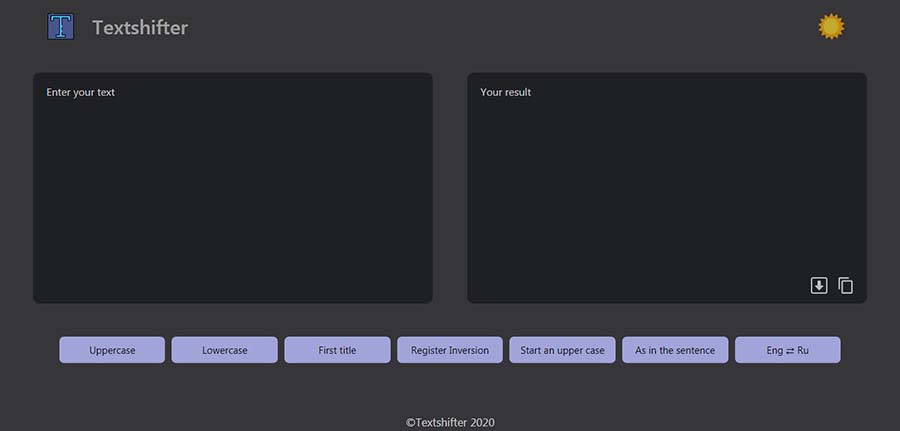 T Textshifter
Enter your text
Your result
Uppercase
Lowercase
First title
Register Inversion
Start an upper case
As in the sentence
Eng ⇄ Ru
©Textshifter 2020